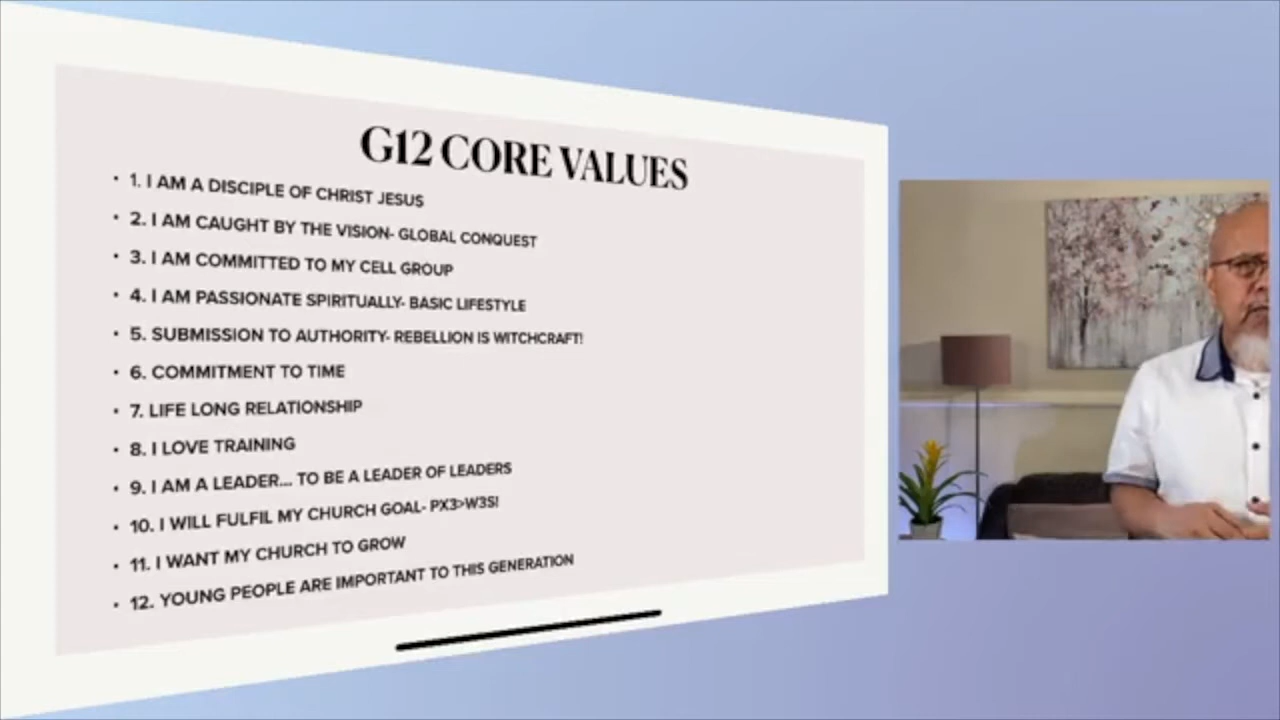 G12 CORE VALUES
• 1. I AM A DISCIPLE OF CHRIST JESUS
• 2. I AM CAUGHT BY THE VISION- GLOBAL CONQUEST
• 3. I AM COMMITTED TO MY CELL GROUP
• 4. I AM PASSIONATE SPIRITUALLY- BASIC LIFESTYLE
• 5. SUBMISSION TO AUTHORITY- REBELLION IS WITCHCRAFT!
• 6. COMMITMENT TO TIME
• 7. LIFE LONG RELATIONSHIP
• 8. I LOVE TRAINING
• 9. I AM A LEADER... TO BE A LEADER OF LEADERS
• 10. I WILL FULFIL MY CHURCH GOAL- PX3>W3S!
• 11. I WANT MY CHURCH TO GROW
• 12. YOUNG PEOPLE ARE IMPORTANT TO THIS GENERATION